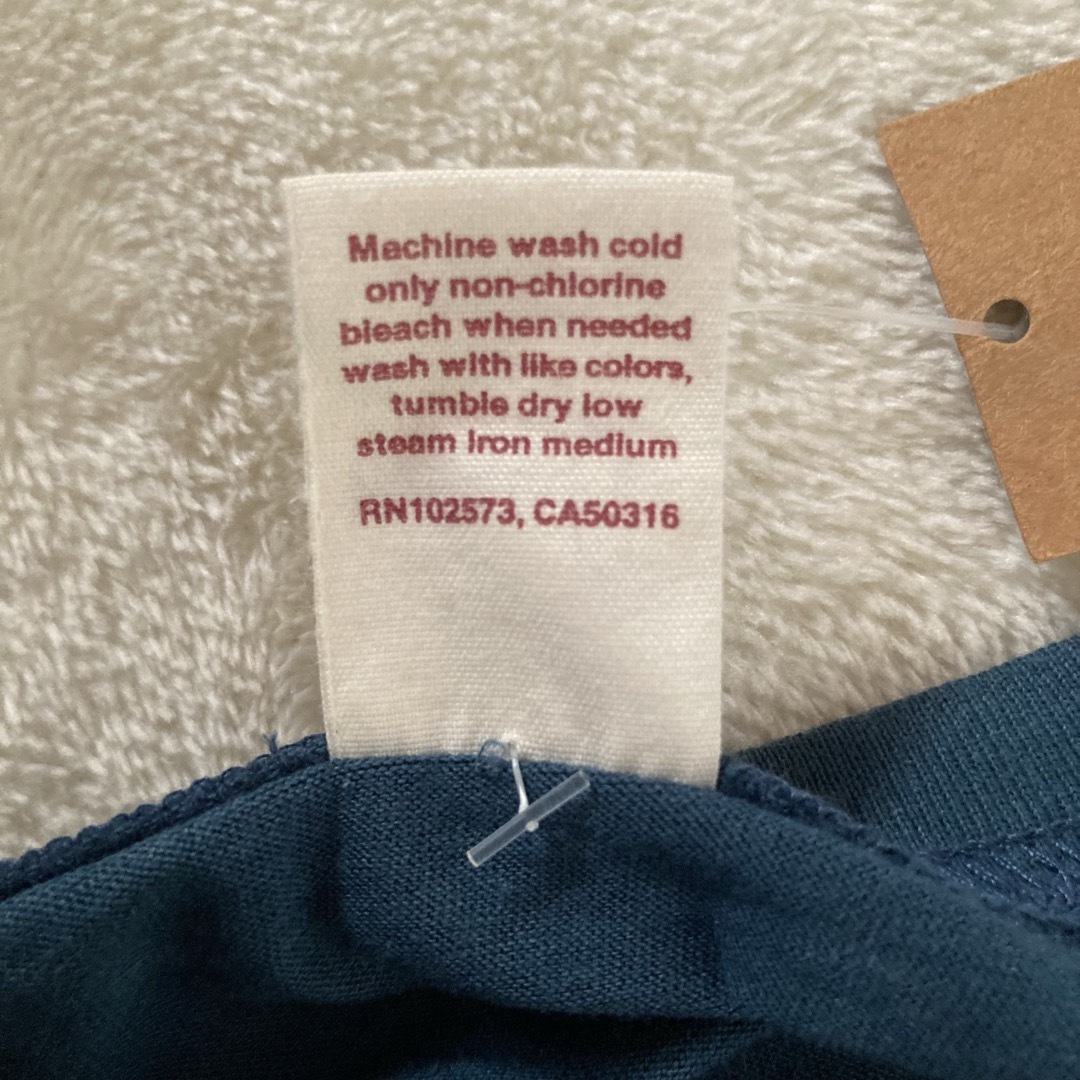 Machine wash cold
only non-chlorine
bleach when needed
wash with like colors,
tumble dry low
steam iron medium
RN102573, CA50316